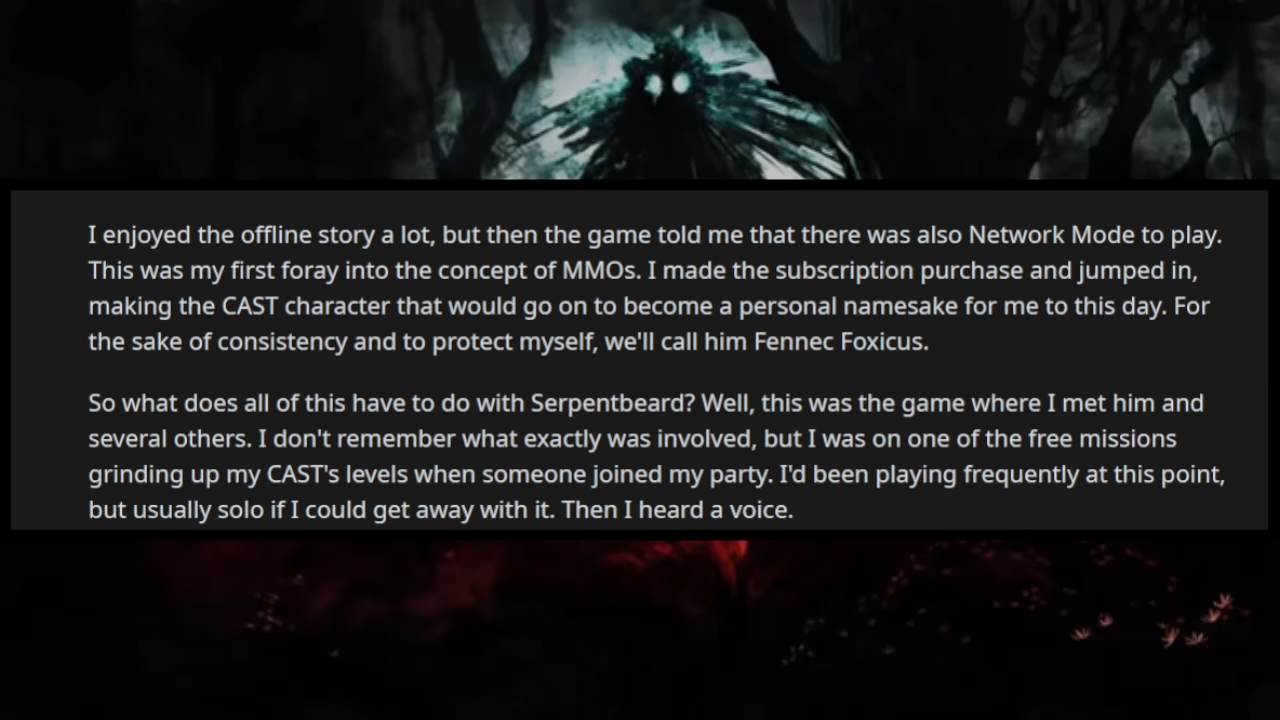 I enjoyed the offline story a lot, but then the game told me that there was also Network Mode to play.
This was my first foray into the concept of MMOs. I made the subscription purchase and jumped in,
making the CAST character that would go on to become a personal namesake for me to this day. For
the sake of consistency and to protect myself, we'll call him Fennec Foxicus.
So what does all of this have to do with Serpentbeard? Well, this was the game where I met him and
several others. I don't remember what exactly was involved, but I was on one of the free missions
grinding up my CAST's levels when someone joined my party. I'd been playing frequently at this point,
but usually solo if I could get away with it. Then I heard a voice.